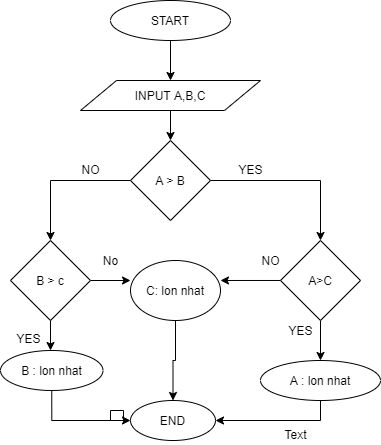 START
INPUT A,B,C
A > B
NO
YES
B > c
No
C: lon nhat
NO
A>C
YES
YES
B : lon nhat
A : lon nhat
END
Text